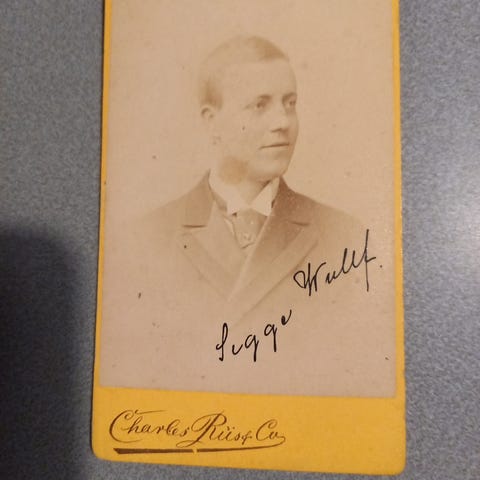 Sigge Wulff.
Charles Riis & Co